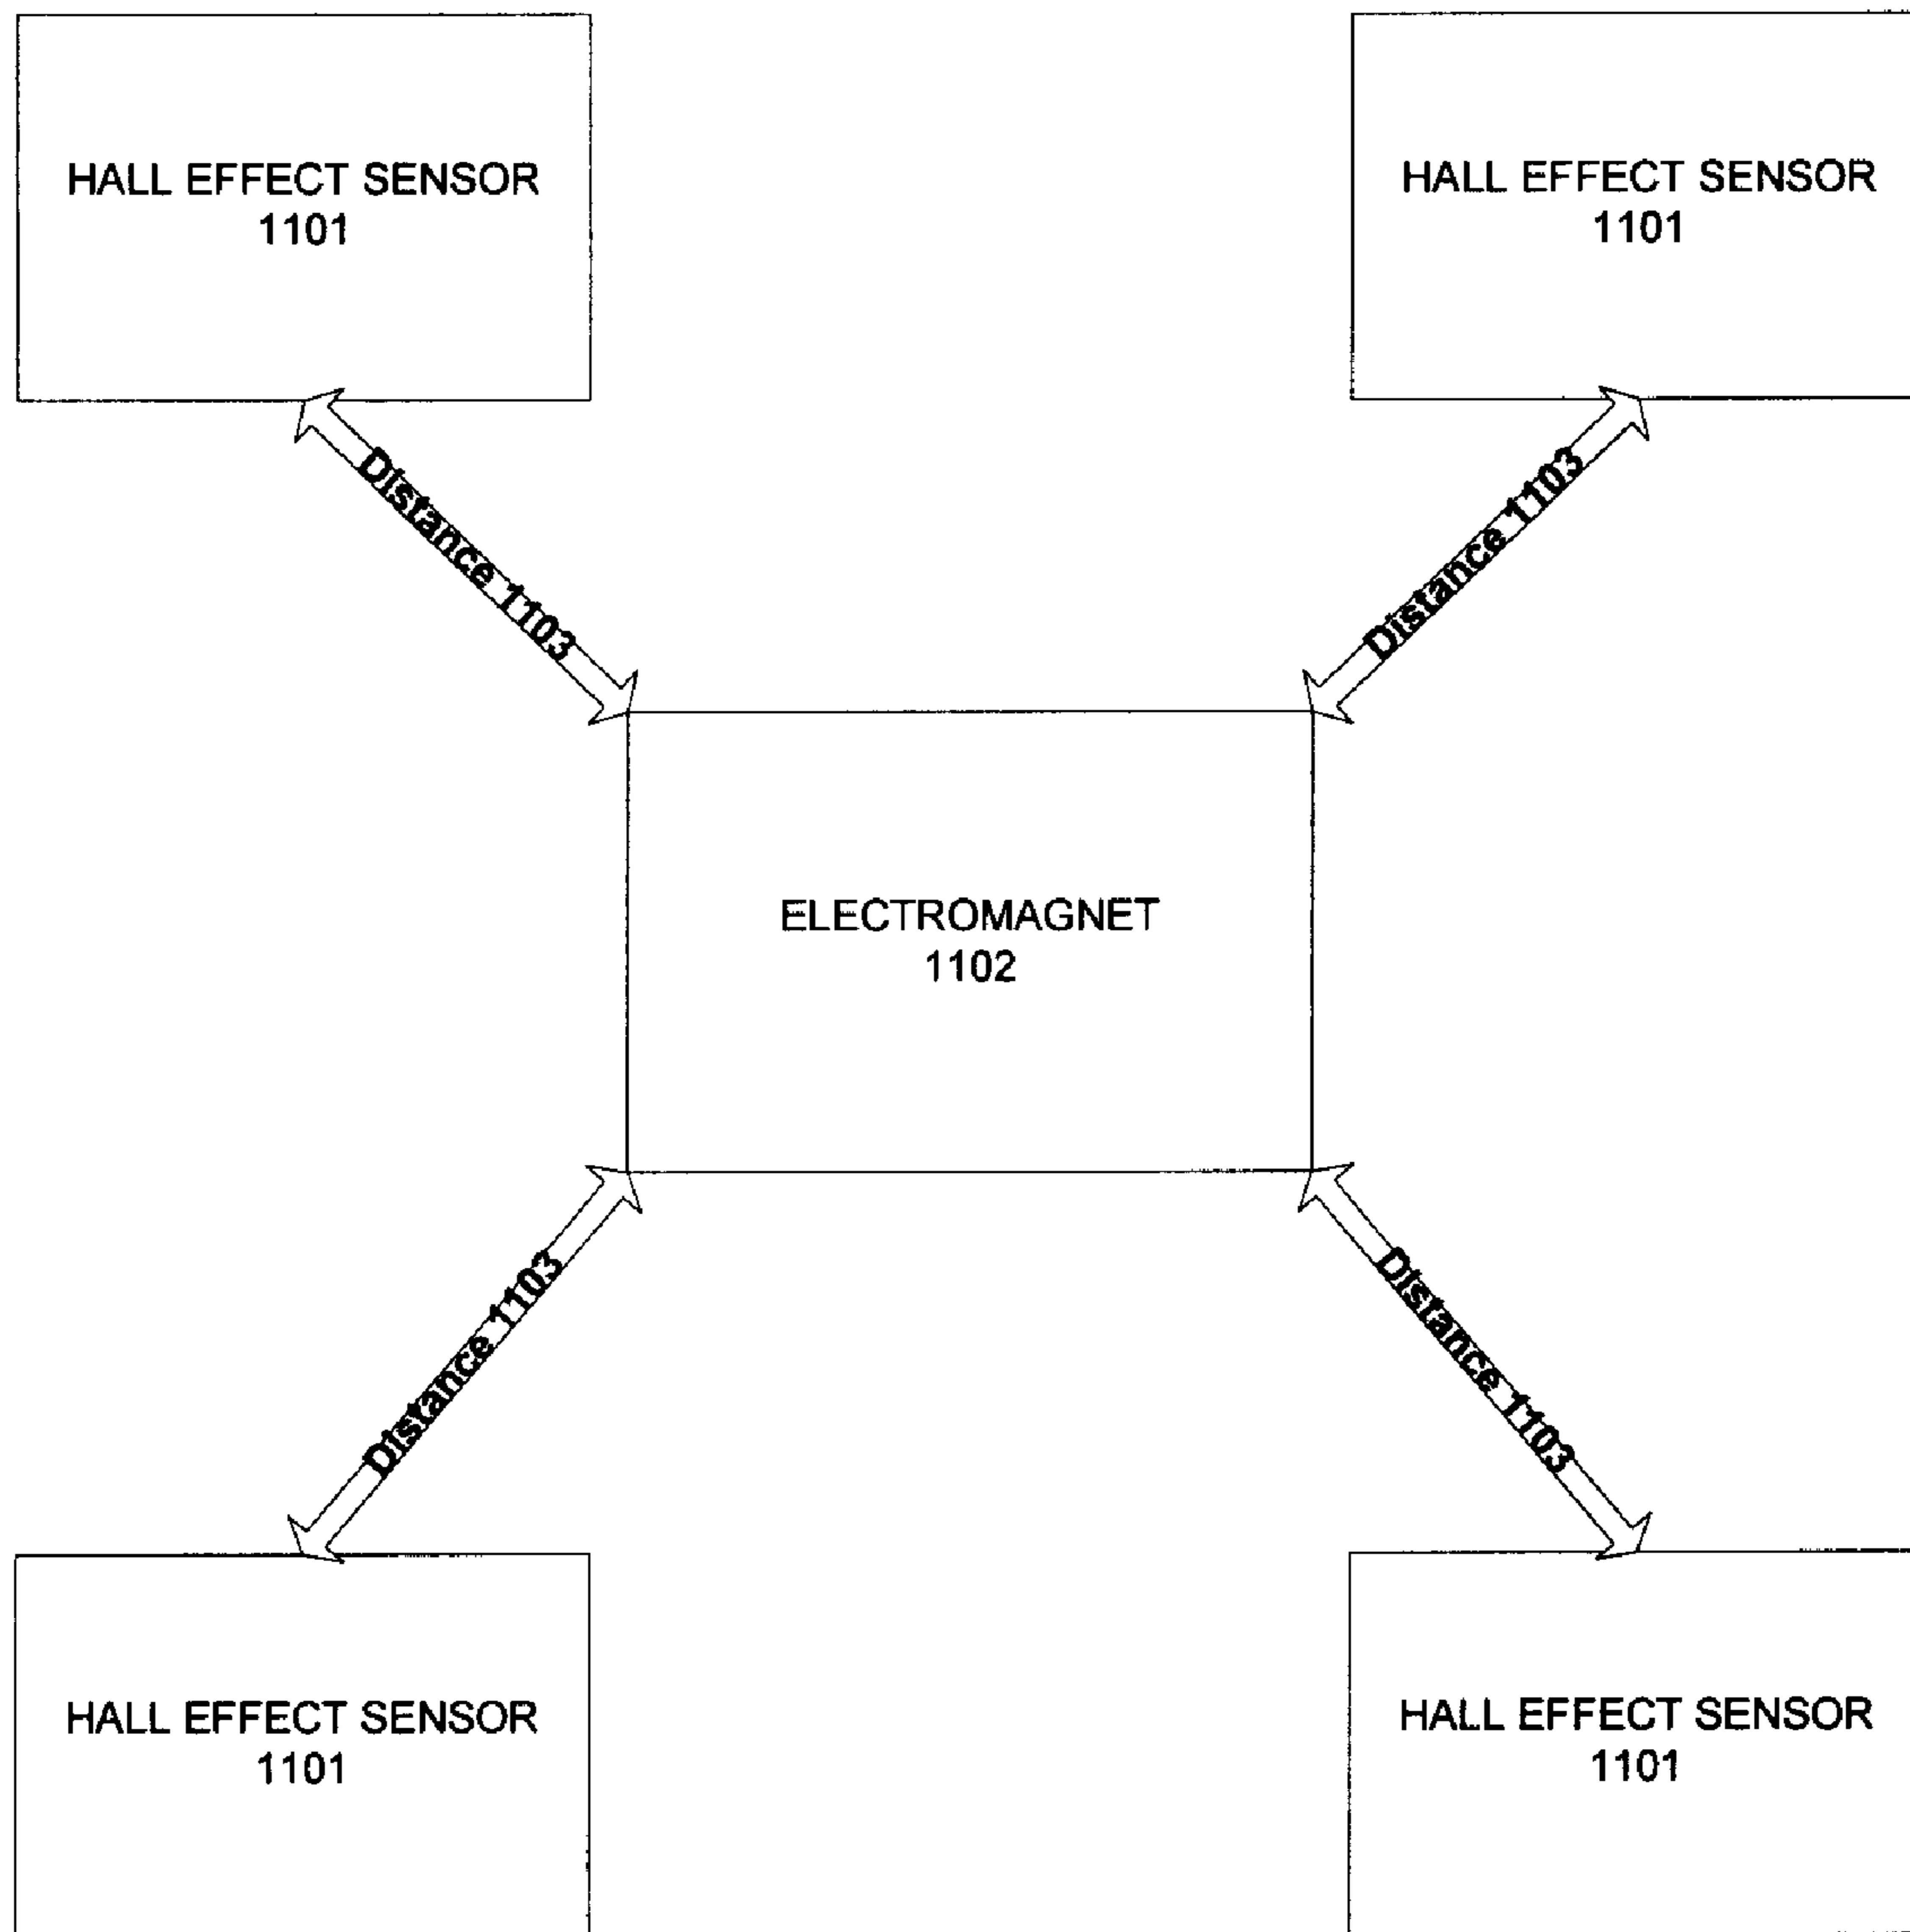 HALL EFFECT SENSOR
1101
HALL EFFECT SENSOR
1101
Distance 1103
Distance 1103
ELECTROMAGNET
1102
Distance 1103
Distance 1103
HALL EFFECT SENSOR
1101
HALL EFFECT SENSOR
1101